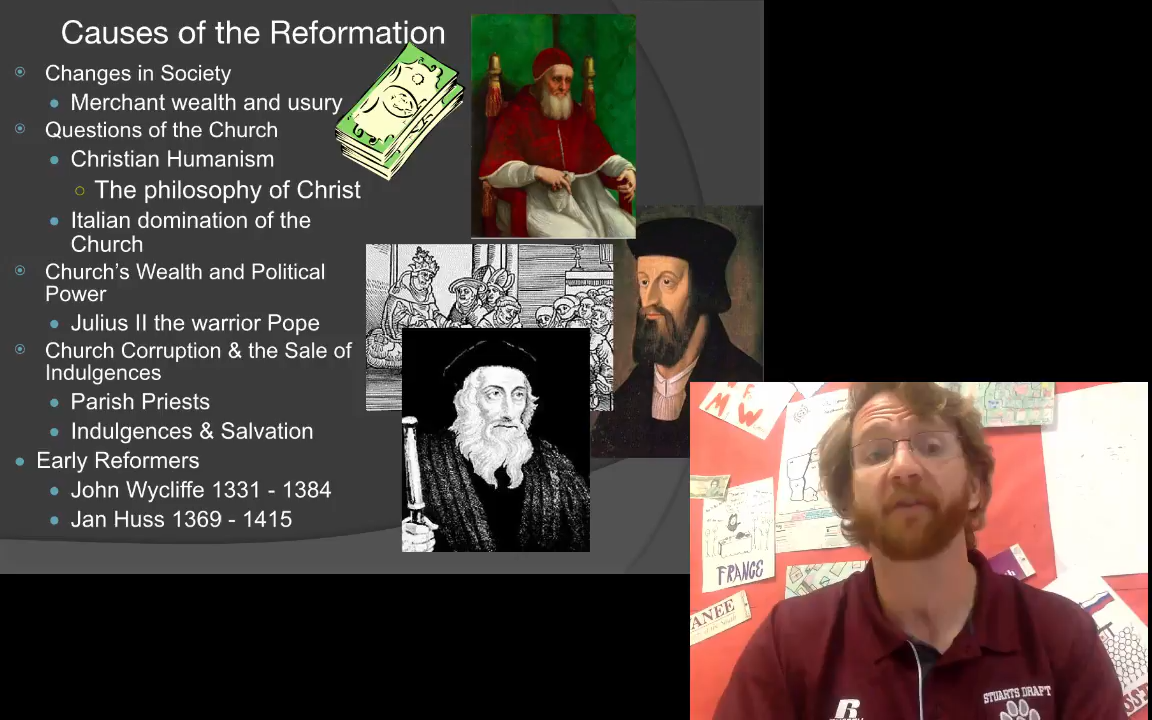 Causes of the Reformation
Changes in Society
Merchant wealth and usury
Questions of the Church
Christian Humanism
The philosophy of Christ
Italian domination of the
Church
Church's Wealth and Political
Power
Julius II the warrior Pope
Church Corruption & the Sale of
Indulgences
Parish Priests
Indulgences & Salvation
Early Reformers
John Wycliffe 1331 - 1384
Jan Huss 1369 - 1415
FRANCE
ANEE
STUARTS DRAFT
R